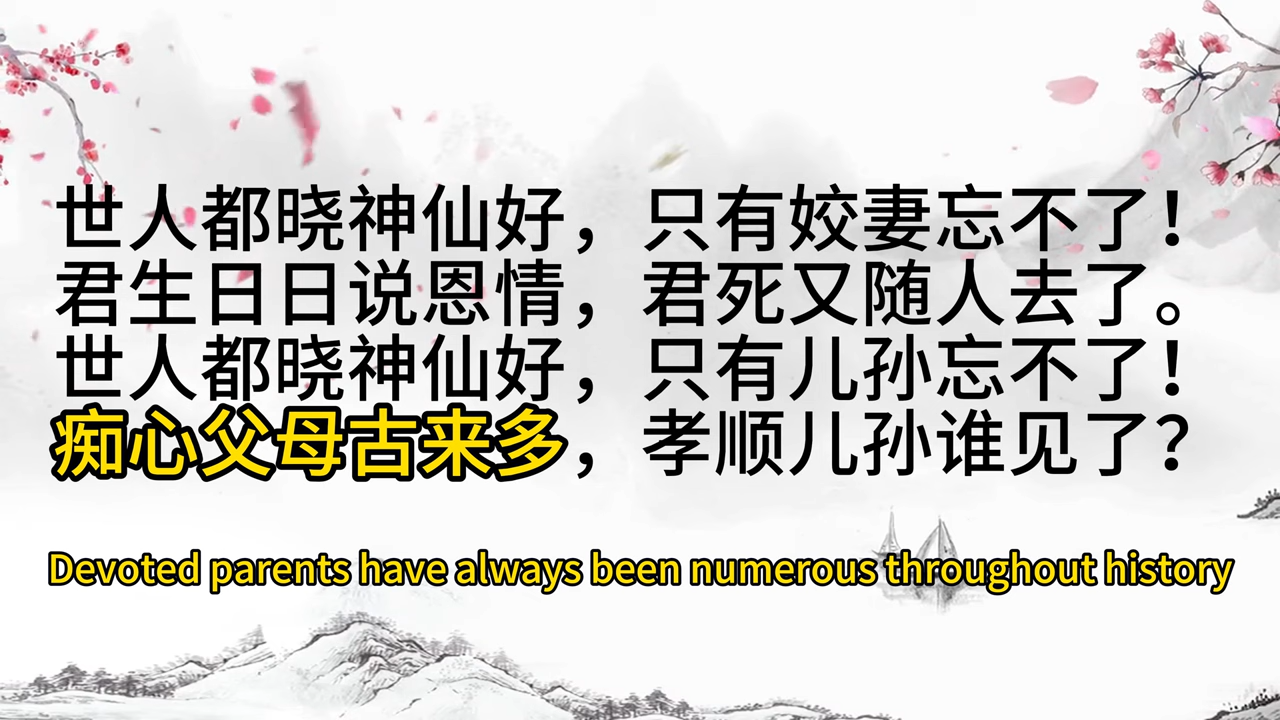 世人都晓神仙好，只有姣妻忘不了！
君生日日说恩情，君死又随人去了。
世人都晓神仙好，只有儿孙忘不了！
痴心父母古来多，孝顺儿孙谁见了？
Devoted parents have always been numerous throughout history